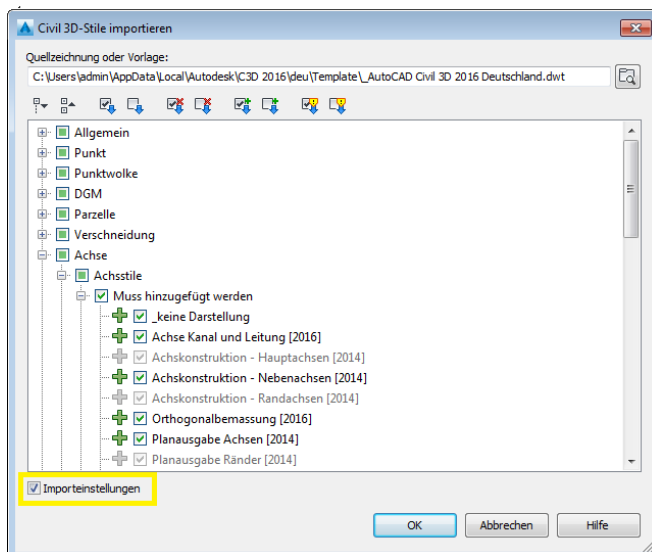 Civil 3D-Stile importieren
Quellzeichnung oder Vorlage:
C:\Users\admin\AppData\Local\Autodesk\C3D 2016\deu\Template\_AutoCAD Civil 3D 2016 Deutschland.dwt
Allgemein
Punkt
Punktwolke
DGM
Parzelle
Verschneidung
Achse
Achsstile
Muss hinzugefügt werden
_keine Darstellung
Achse Kanal und Leitung [2016]
Achskonstruktion - Hauptachsen [2014]
Achskonstruktion - Nebenachsen [2014]
Achskonstruktion - Randachsen [2014]
Orthogonalbemassung [2016]
Planausgabe Achsen [2014]
Planausgabe Ränder [2014]
Importeinstellungen
OK Abbrechen Hilfe